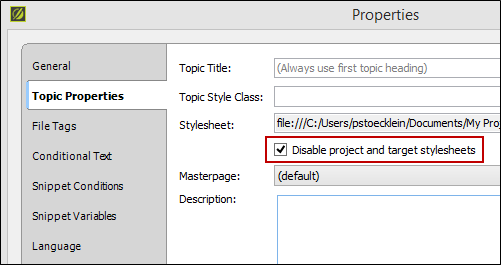 Properties
General
Topic Properties
File Tags
Conditional Text
Snippet Conditions
Snippet Variables
Language
Topic Title: (Always use first topic heading)
Topic Style Class:
Stylesheet: file:///C:/Users/pstoecklein/Documents/My Proj
Disable project and target stylesheets
Masterpage: (default)
Description: